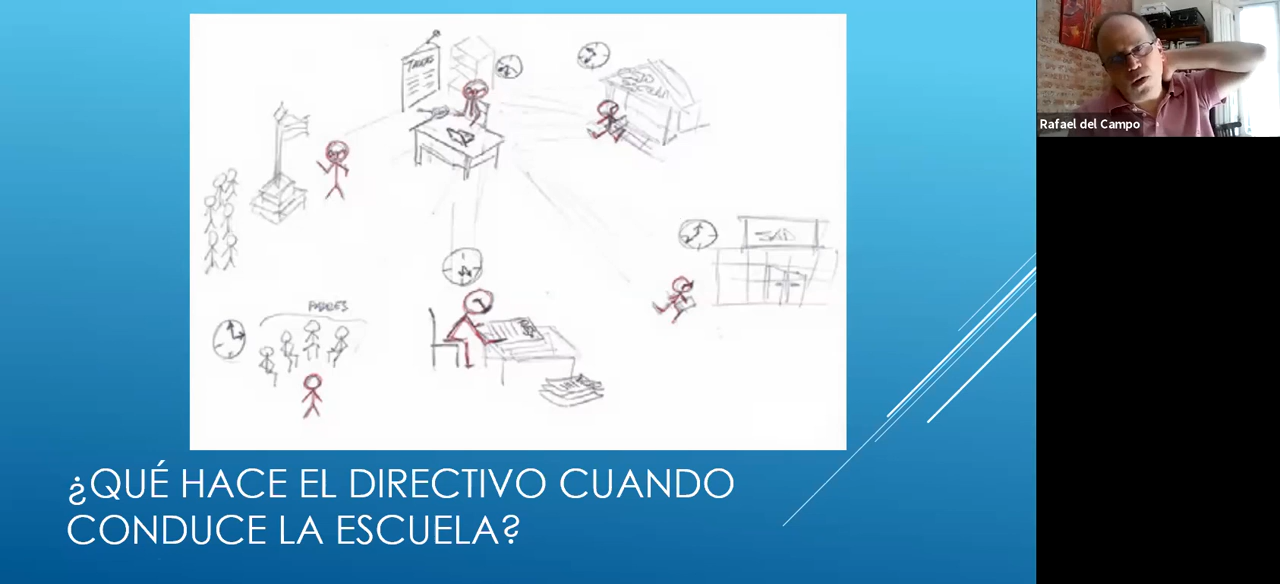 TAREAS
PADRES
¿QUÉ HACE EL DIRECTIVO CUANDO
CONDUCE LA ESCUELA?
Rafael del Campo